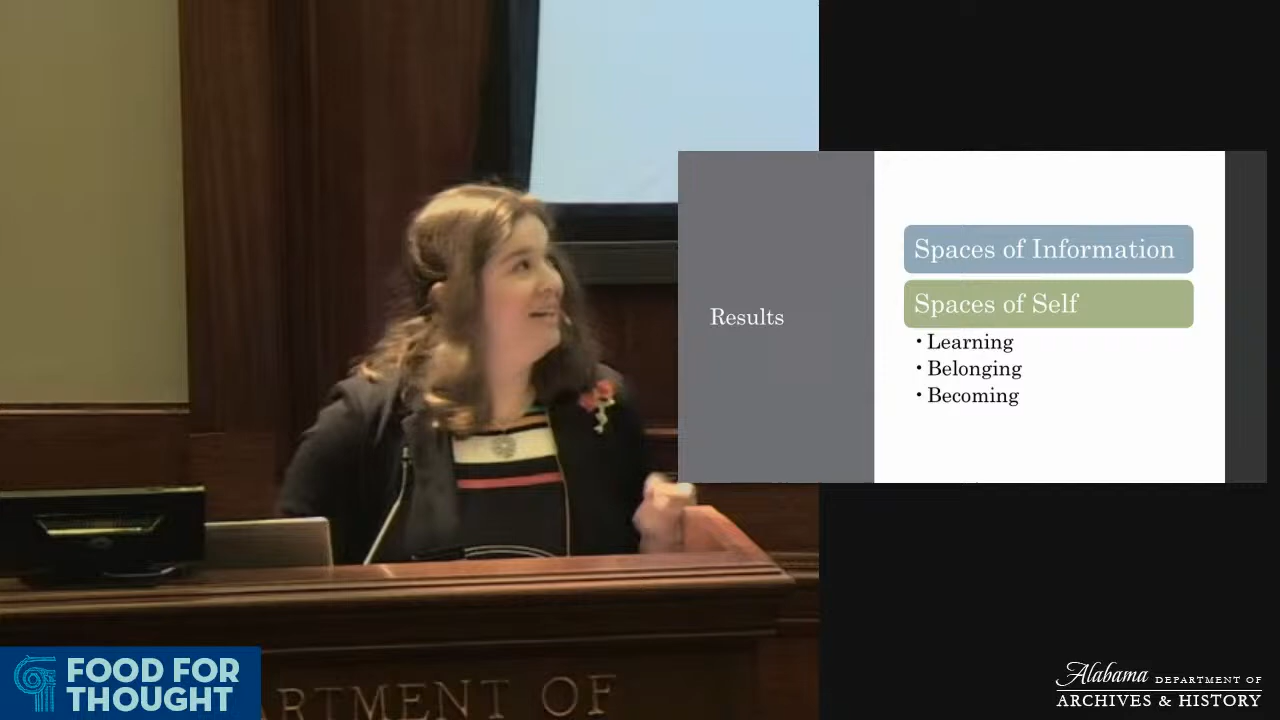 Results
Spaces of Information
Spaces of Self
• Learning
• Belonging
• Becoming
FOOD FOR
THOUGHT
ARTMENT OF
Alabama DEPARTMENT OF
ARCHIVES & HISTORY